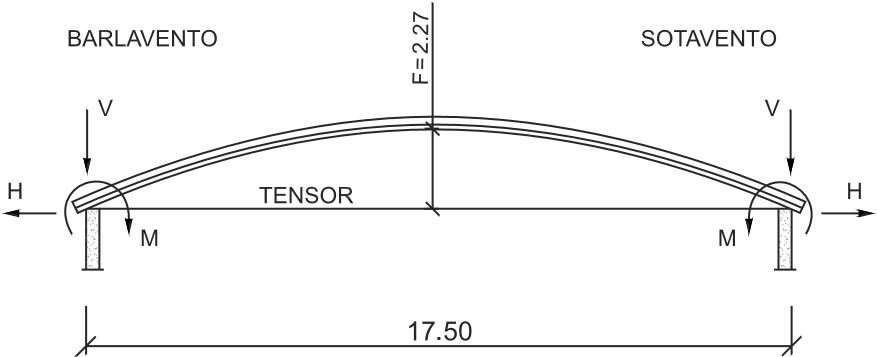 BARLAVENTO
SOTAVENTO
F=2.27
V
V
H
H
TENSOR
M
M
17.50